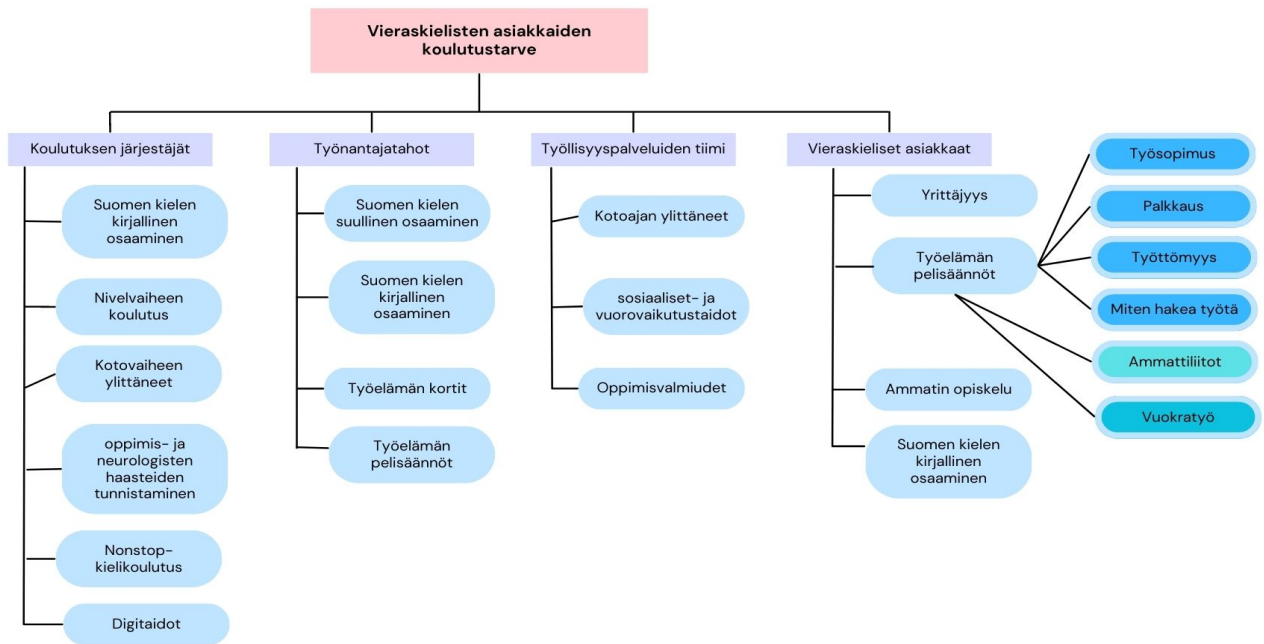 Vieraskielisten asiakkaiden
koulutustarve
Koulutuksen järjestäjät
Suomen kielen
kirjallinen
osaaminen
Nivelvaiheen
koulutus
Kotovaiheen
ylittäneet
oppimis- ja
neurologisten
haasteiden
tunnistaminen
Nonstop-
kielikoulutus
Digitaidot
Työnantajatahot
Suomen kielen
suullinen osaaminen
Suomen kielen
kirjallinen
osaaminen
Työelämän kortit
Työelämän
pelisäännöt
Työllisyyspalveluiden tiimi
Kotoajan ylittäneet
sosiaaliset- ja
vuorovaikutustaidot
Oppimisvalmiudet
Vieraskieliset asiakkaat
Yrittäjyys
Työelämän
pelisäännöt
Ammatin opiskelu
Suomen kielen
kirjallinen
osaaminen
Työsopimus
Palkkaus
Työttömyys
Miten hakea työtä
Ammattiliitot
Vuokratyö